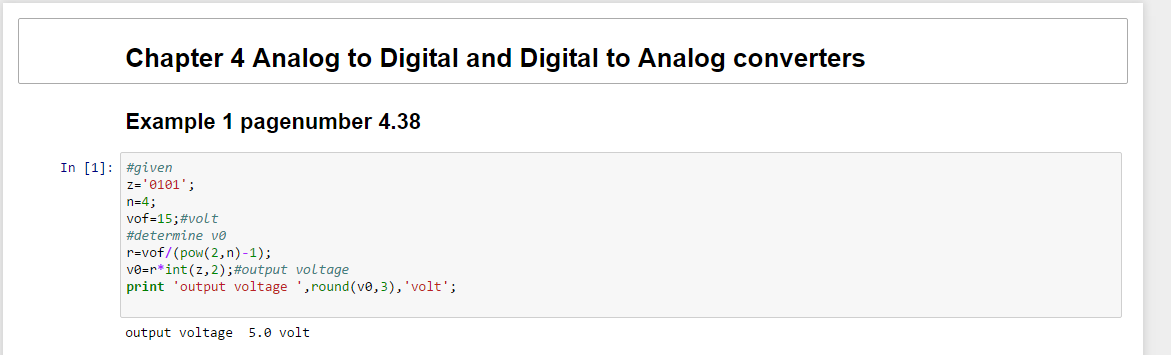 Chapter 4 Analog to Digital and Digital to Analog converters
Example 1 pagenumber 4.38
In [1]: #given
z='0101';
n=4;
vof=15;#volt
#determine v0
r=vof/(pow(2,n)-1);
v0=r*int(z,2);#output voltage
print 'output voltage ',round(v0,3),'volt';
output voltage  5.0 volt